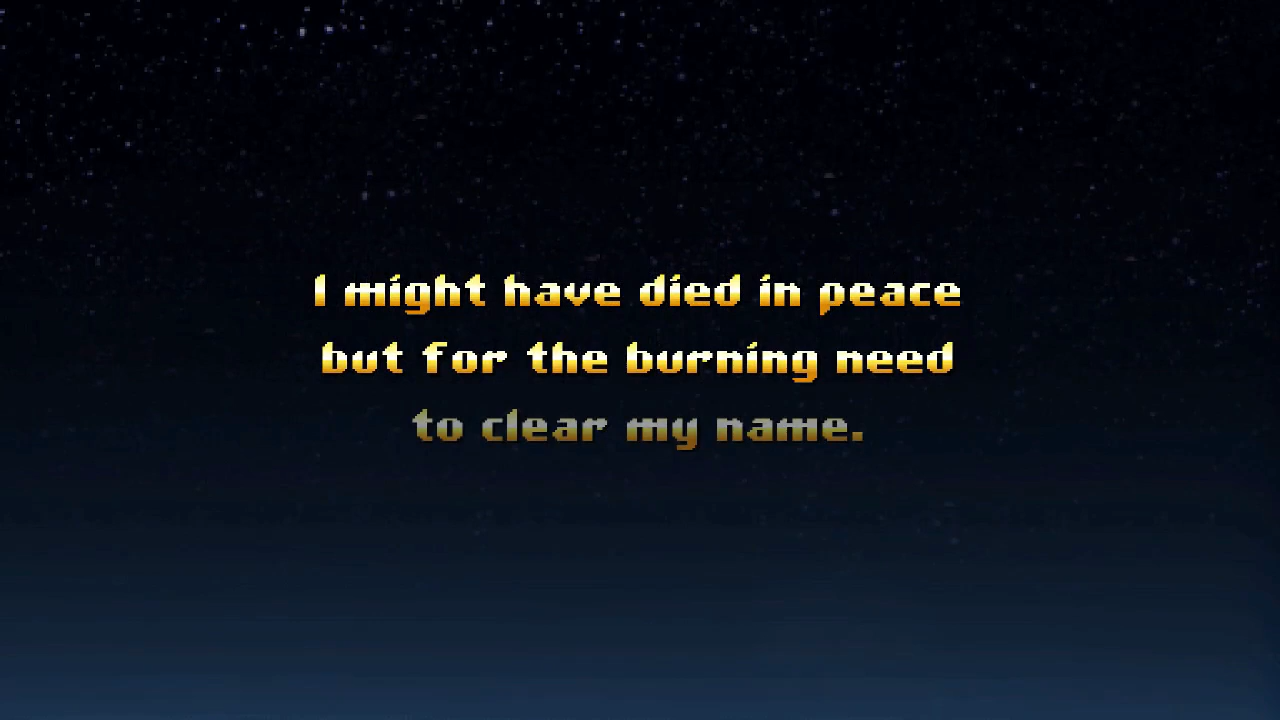 I might have died in peace
but for the burning need
to clear my name.